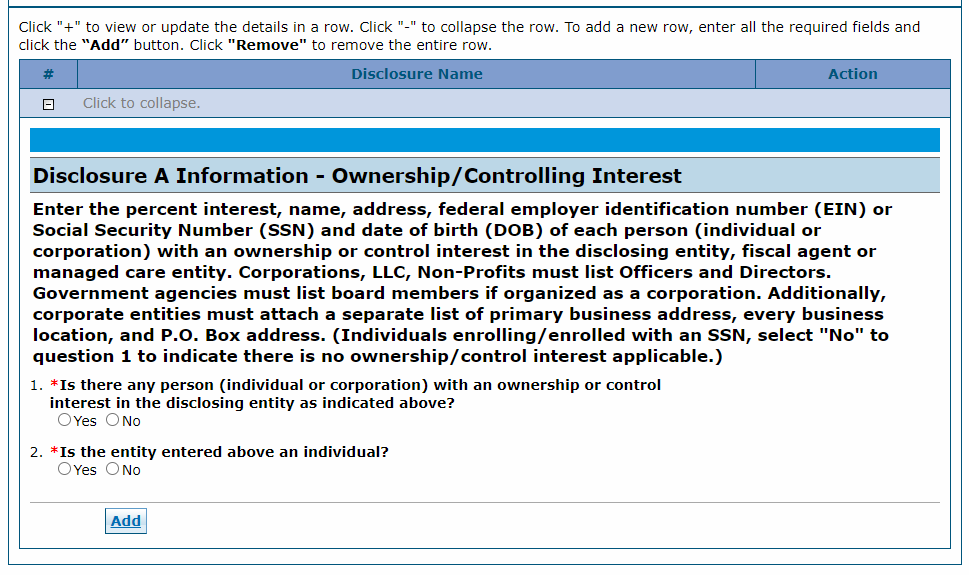 Click "+" to view or update the details in a row. Click "-" to collapse the row. To add a new row, enter all the required fields and
click the “Add” button. Click "Remove" to remove the entire row.
# Disclosure Name Action
Click to collapse.
Disclosure A Information - Ownership/Controlling Interest
Enter the percent interest, name, address, federal employer identification number (EIN) or
Social Security Number (SSN) and date of birth (DOB) of each person (individual or
corporation) with an ownership or control interest in the disclosing entity, fiscal agent or
managed care entity. Corporations, LLC, Non-Profits must list Officers and Directors.
Government agencies must list board members if organized as a corporation. Additionally,
corporate entities must attach a separate list of primary business address, every business
location, and P.O. Box address. (Individuals enrolling/enrolled with an SSN, select "No" to
question 1 to indicate there is no ownership/control interest applicable.)
1. *Is there any person (individual or corporation) with an ownership or control
interest in the disclosing entity as indicated above?
Yes No
2. *Is the entity entered above an individual?
Yes No
Add